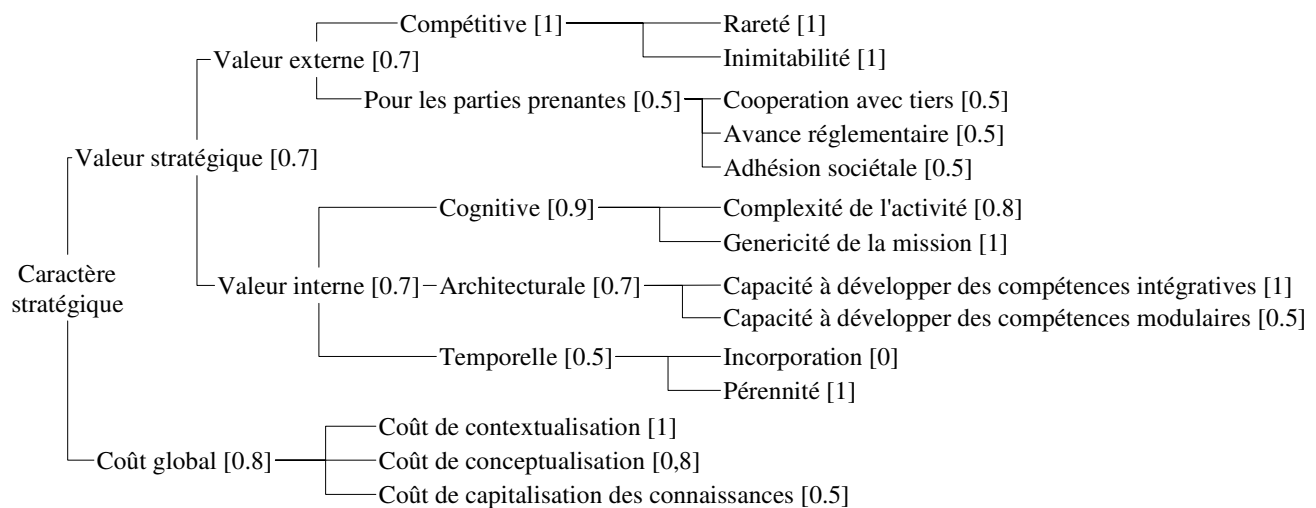 Compétitive [1]
Rareté [1]
Inimitabilité [1]
Valeur externe [0.7]
Pour les parties prenantes [0.5]
Cooperation avec tiers [0.5]
Avance réglementaire [0.5]
Adhésion sociétale [0.5]
Valeur stratégique [0.7]
Cognitive [0.9]
Complexité de l'activité [0.8]
Genericité de la mission [1]
Caractère
stratégique
Valeur interne [0.7]
Architecturale [0.7]
Capacité à développer des compétences intégratives [1]
Capacité à développer des compétences modulaires [0.5]
Temporelle [0.5]
Incorporation [0]
Pérennité [1]
Coût global [0.8]
Coût de contextualisation [1]
Coût de conceptualisation [0,8]
Coût de capitalisation des connaissances [0.5]